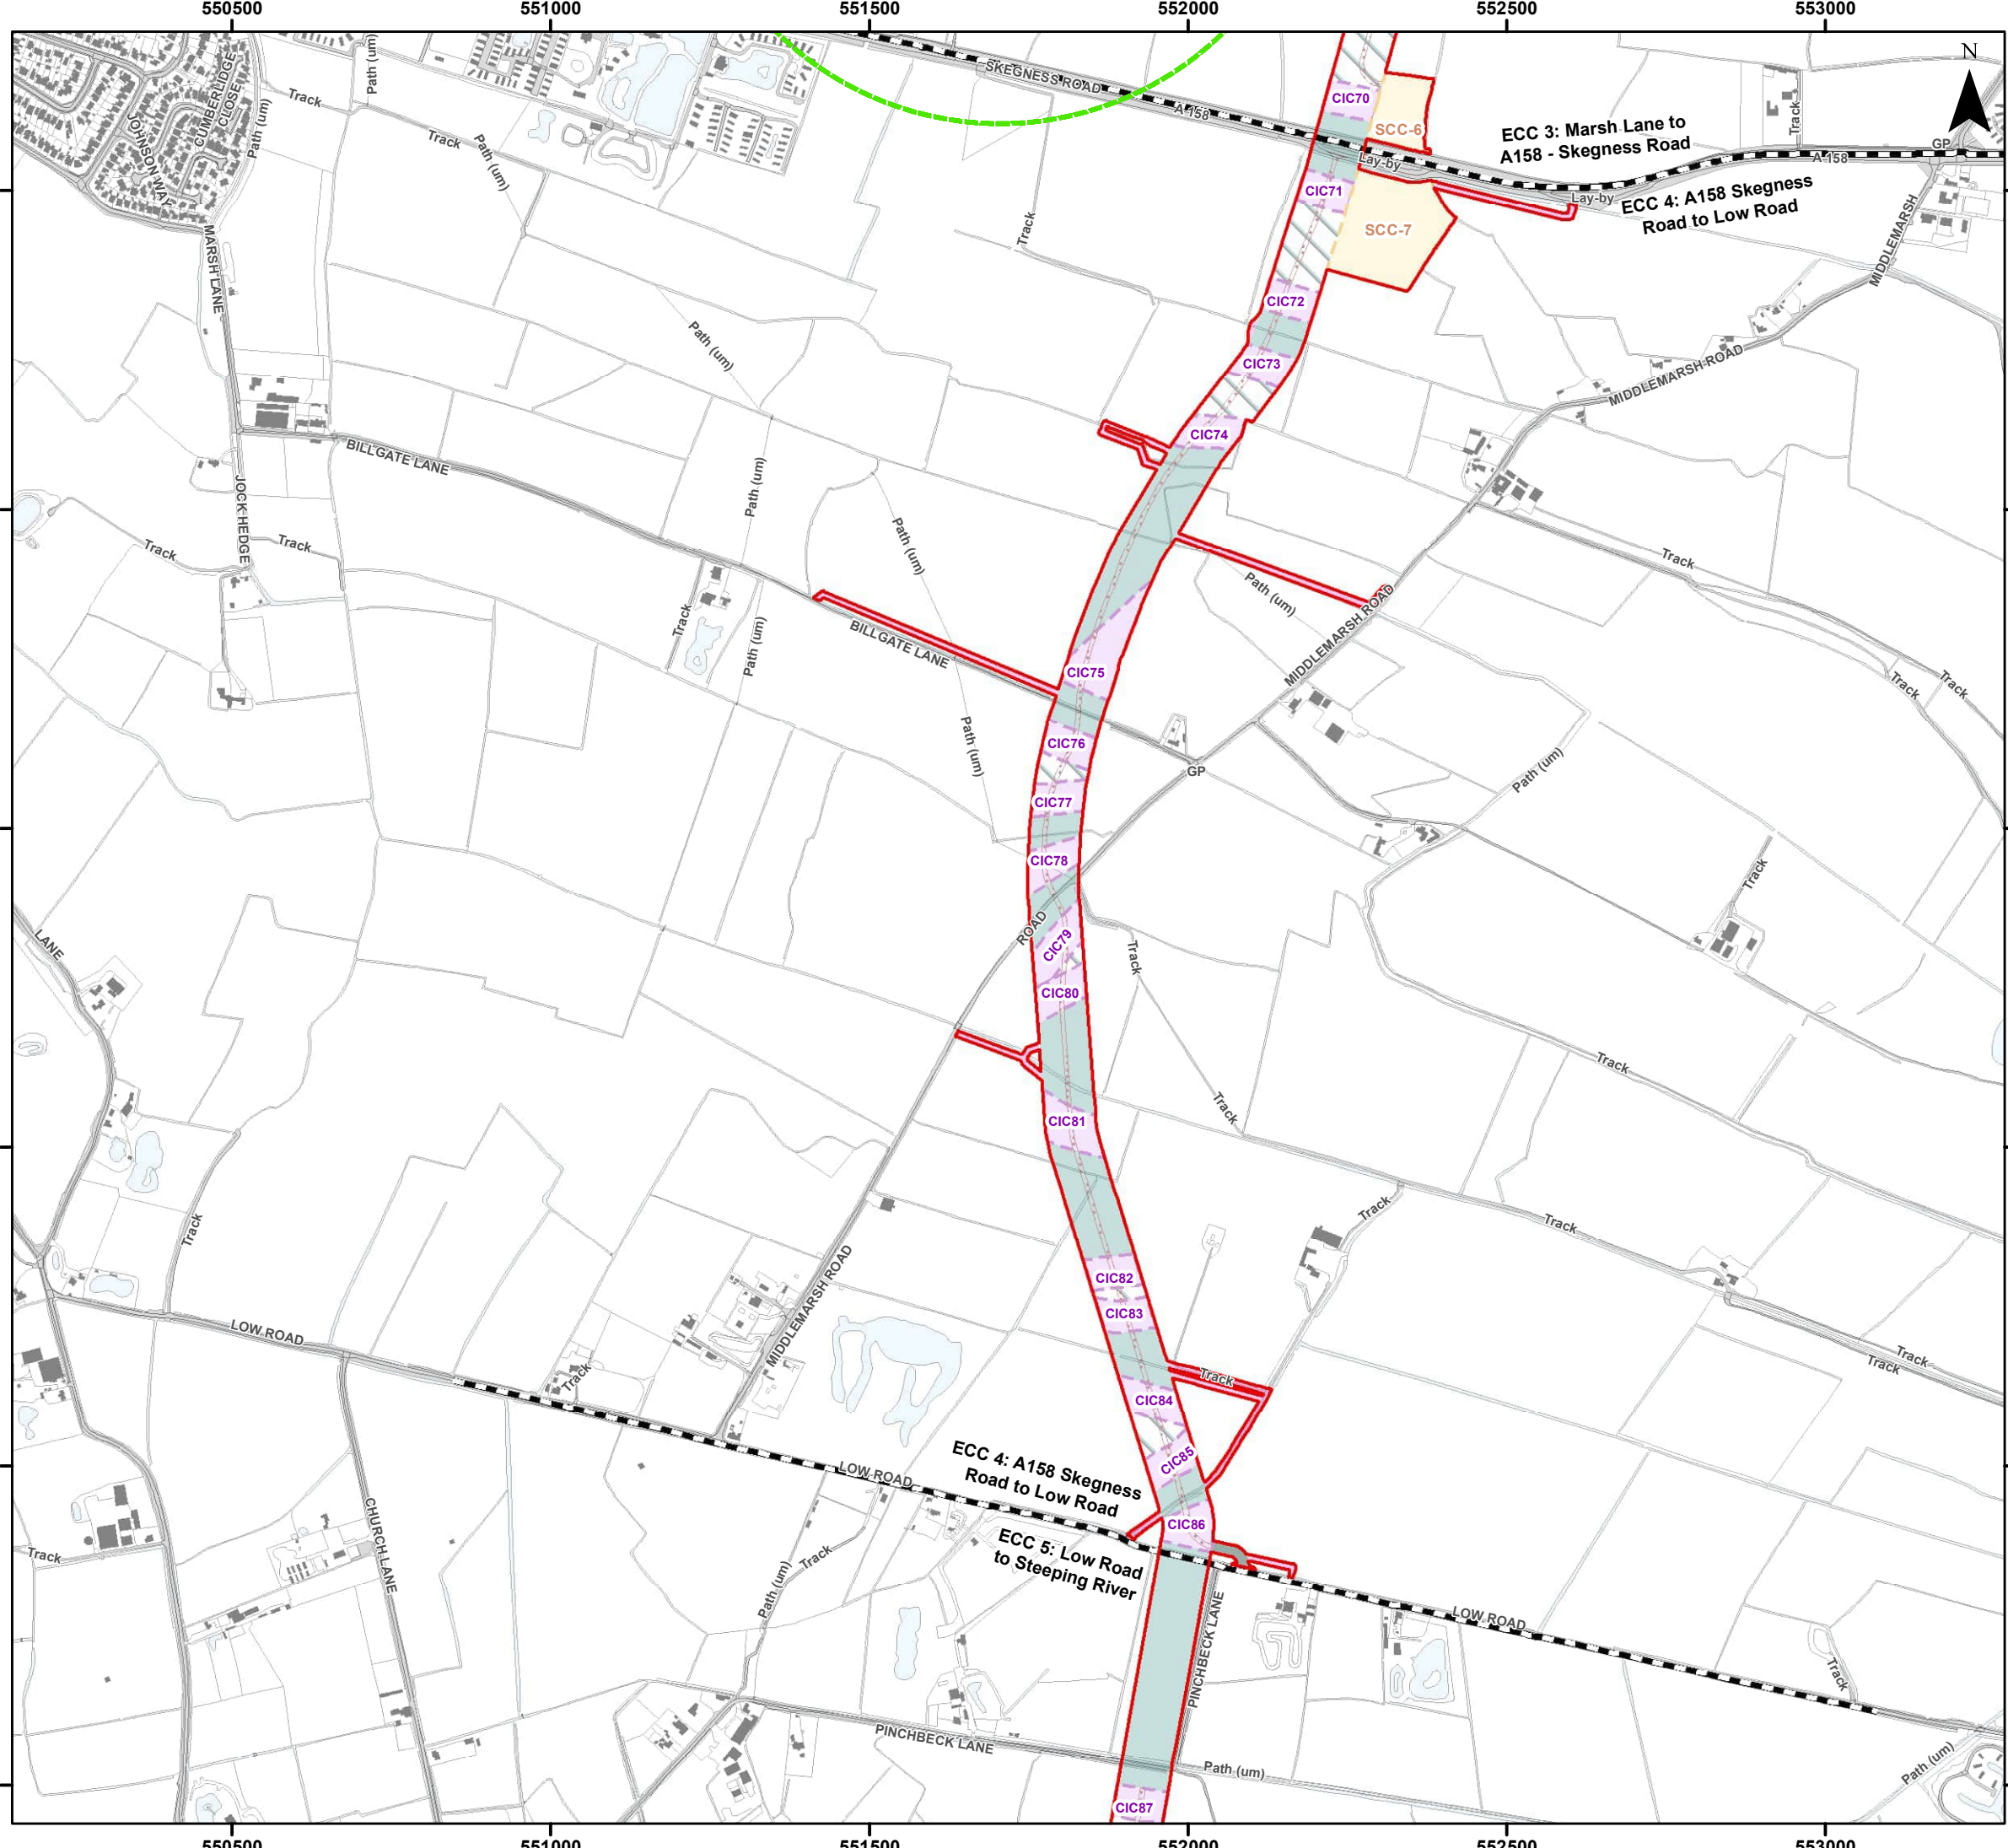 550500 551000 551500 552000 552500 553000
N
SKEGNESS ROAD
A 158
CIC70
SCC-6
Lay-by
ECC 3: Marsh Lane to
A158 - Skegness Road
GP
A 158
Track
Path (um)
CUMBERLIDGE
CLOSE
JOHNSON WAY
Path (um)
Track
Track
Path (um)
CIC71
Lay-by
ECC 4: A158 Skegness
Road to Low Road
SCC-7
MIDDLEMARSH
MARSH LANE
Track
CIC72
Path (um)
CIC73
MIDDLEMARSH ROAD
CIC74
BILLGATE LANE
JOCK HEDGE
Path (um)
Path (um)
Track
Track
Track
Path (um)
MIDDLEMARSH ROAD
Track
BILLGATE LANE
Path (um)
CIC75
Track
Track
CIC76
Path (um)
GP
Path (um)
CIC77
CIC78
Track
ROAD
CIC79
LANE
Track
CIC80
Track
Track
CIC81
Track
Track
Track
MIDDLEMARSH ROAD
CIC82
CIC83
LOW ROAD
Track
Track
Track
Track
CIC84
ECC 4: A158 Skegness
Road to Low Road
CIC85
LOW ROAD
CHURCH LANE
CIC86
ECC 5: Low Road
to Steeping River
Track
Track
Path (um)
PINCHBECK LANE
LOW ROAD
Track
PINCHBECK LANE
Path (um)
Path (um)
CIC87
550500 551000 551500 552000 552500 553000